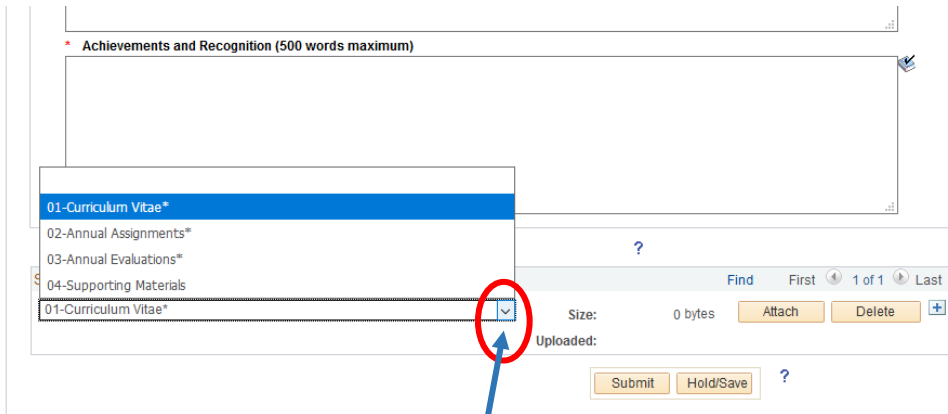 * Achievements and Recognition (500 words maximum)
01-Curriculum Vitae*
02-Annual Assignments*
03-Annual Evaluations*
04-Supporting Materials
?
S
Find First 1 of 1 Last
01-Curriculum Vitae*
Size: 0 bytes Attach Delete +
Uploaded:
Submit Hold/Save ?